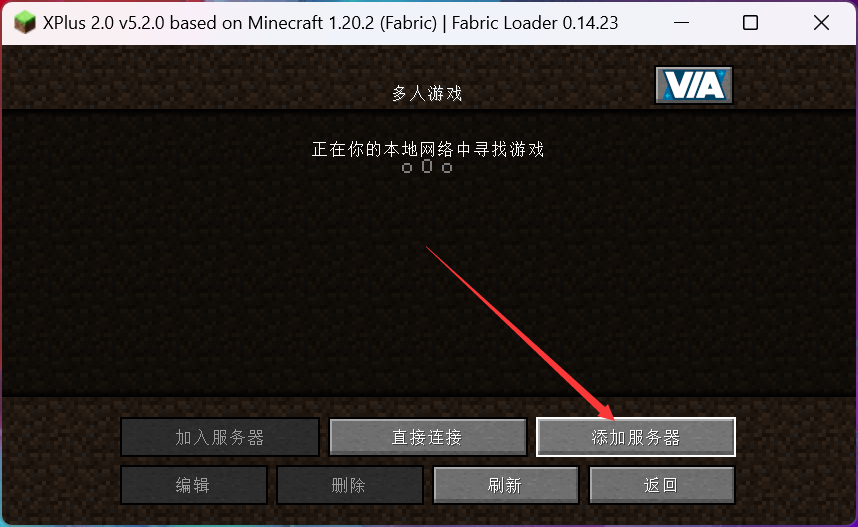 XPlus 2.0 v5.2.0 based on Minecraft 1.20.2 (Fabric) | Fabric Loader 0.14.23
多人游戏
VIA
正在你的本地网络中寻找游戏
o O o
加入服务器 直接连接 添加服务器
编辑 删除 刷新 返回